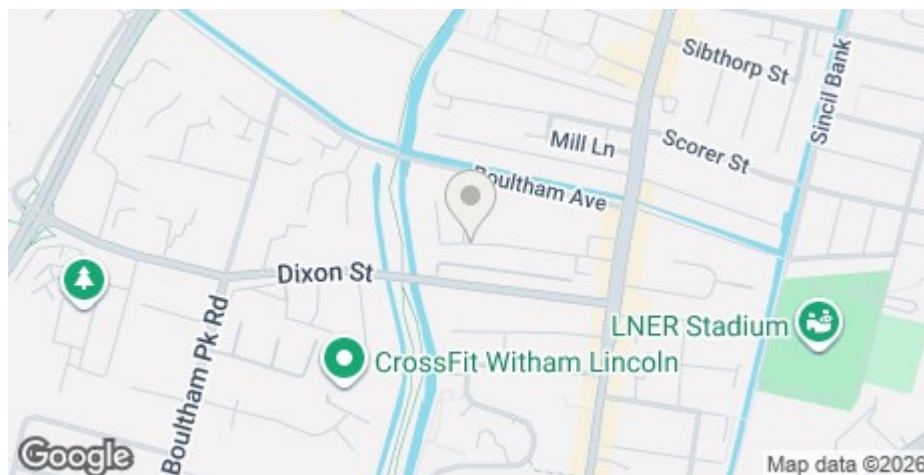 Sibthorp St
Sincil Bank
Mill Ln
Scorer St
Boultham Ave
Dixon St
Boultham Pk Rd
LNER Stadium
CrossFit Witham Lincoln
Google
Map data ©2026